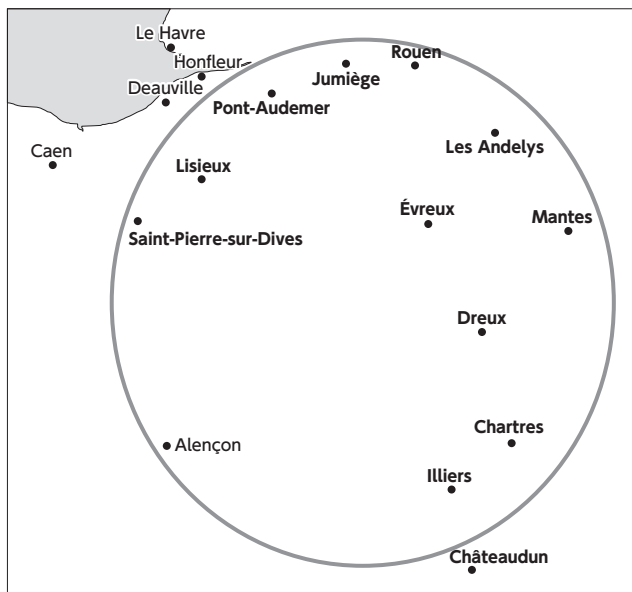 Le Havre
Honfleur
Deauville
Rouen
Jumiège
Pont-Audemer
Les Andelys
Caen
Lisieux
Évreux
Mantes
Saint-Pierre-sur-Dives
Dreux
Chartres
Alençon
Illiers
Châteaudun